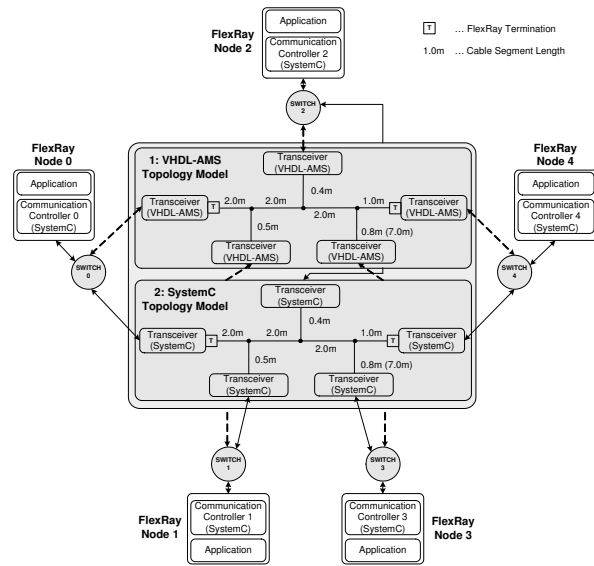 FlexRay
Node 2
Application
Communication
Controller 2
(SystemC)
T
... FlexRay Termination
1.0m
... Cable Segment Length
SWITCH
2
FlexRay
Node 0
Application
Communication
Controller 0
(SystemC)
SWITCH
0
FlexRay
Node 4
Application
Communication
Controller 4
(SystemC)
SWITCH
4
1: VHDL-AMS
Topology Model
Transceiver
(VHDL-AMS)
0.4m
Transceiver
(VHDL-AMS)
T
2.0m
2.0m
2.0m
1.0m
T
Transceiver
(VHDL-AMS)
0.5m
0.8m (7.0m)
Transceiver
(VHDL-AMS)
Transceiver
(VHDL-AMS)
2: SystemC
Topology Model
Transceiver
(SystemC)
0.4m
Transceiver
(SystemC)
T
2.0m
2.0m
2.0m
1.0m
T
Transceiver
(SystemC)
0.5m
0.8m (7.0m)
Transceiver
(SystemC)
Transceiver
(SystemC)
SWITCH
1
SWITCH
3
FlexRay
Node 1
Communication
Controller 1
(SystemC)
Application
Communication
Controller 3
(SystemC)
Application
FlexRay
Node 3